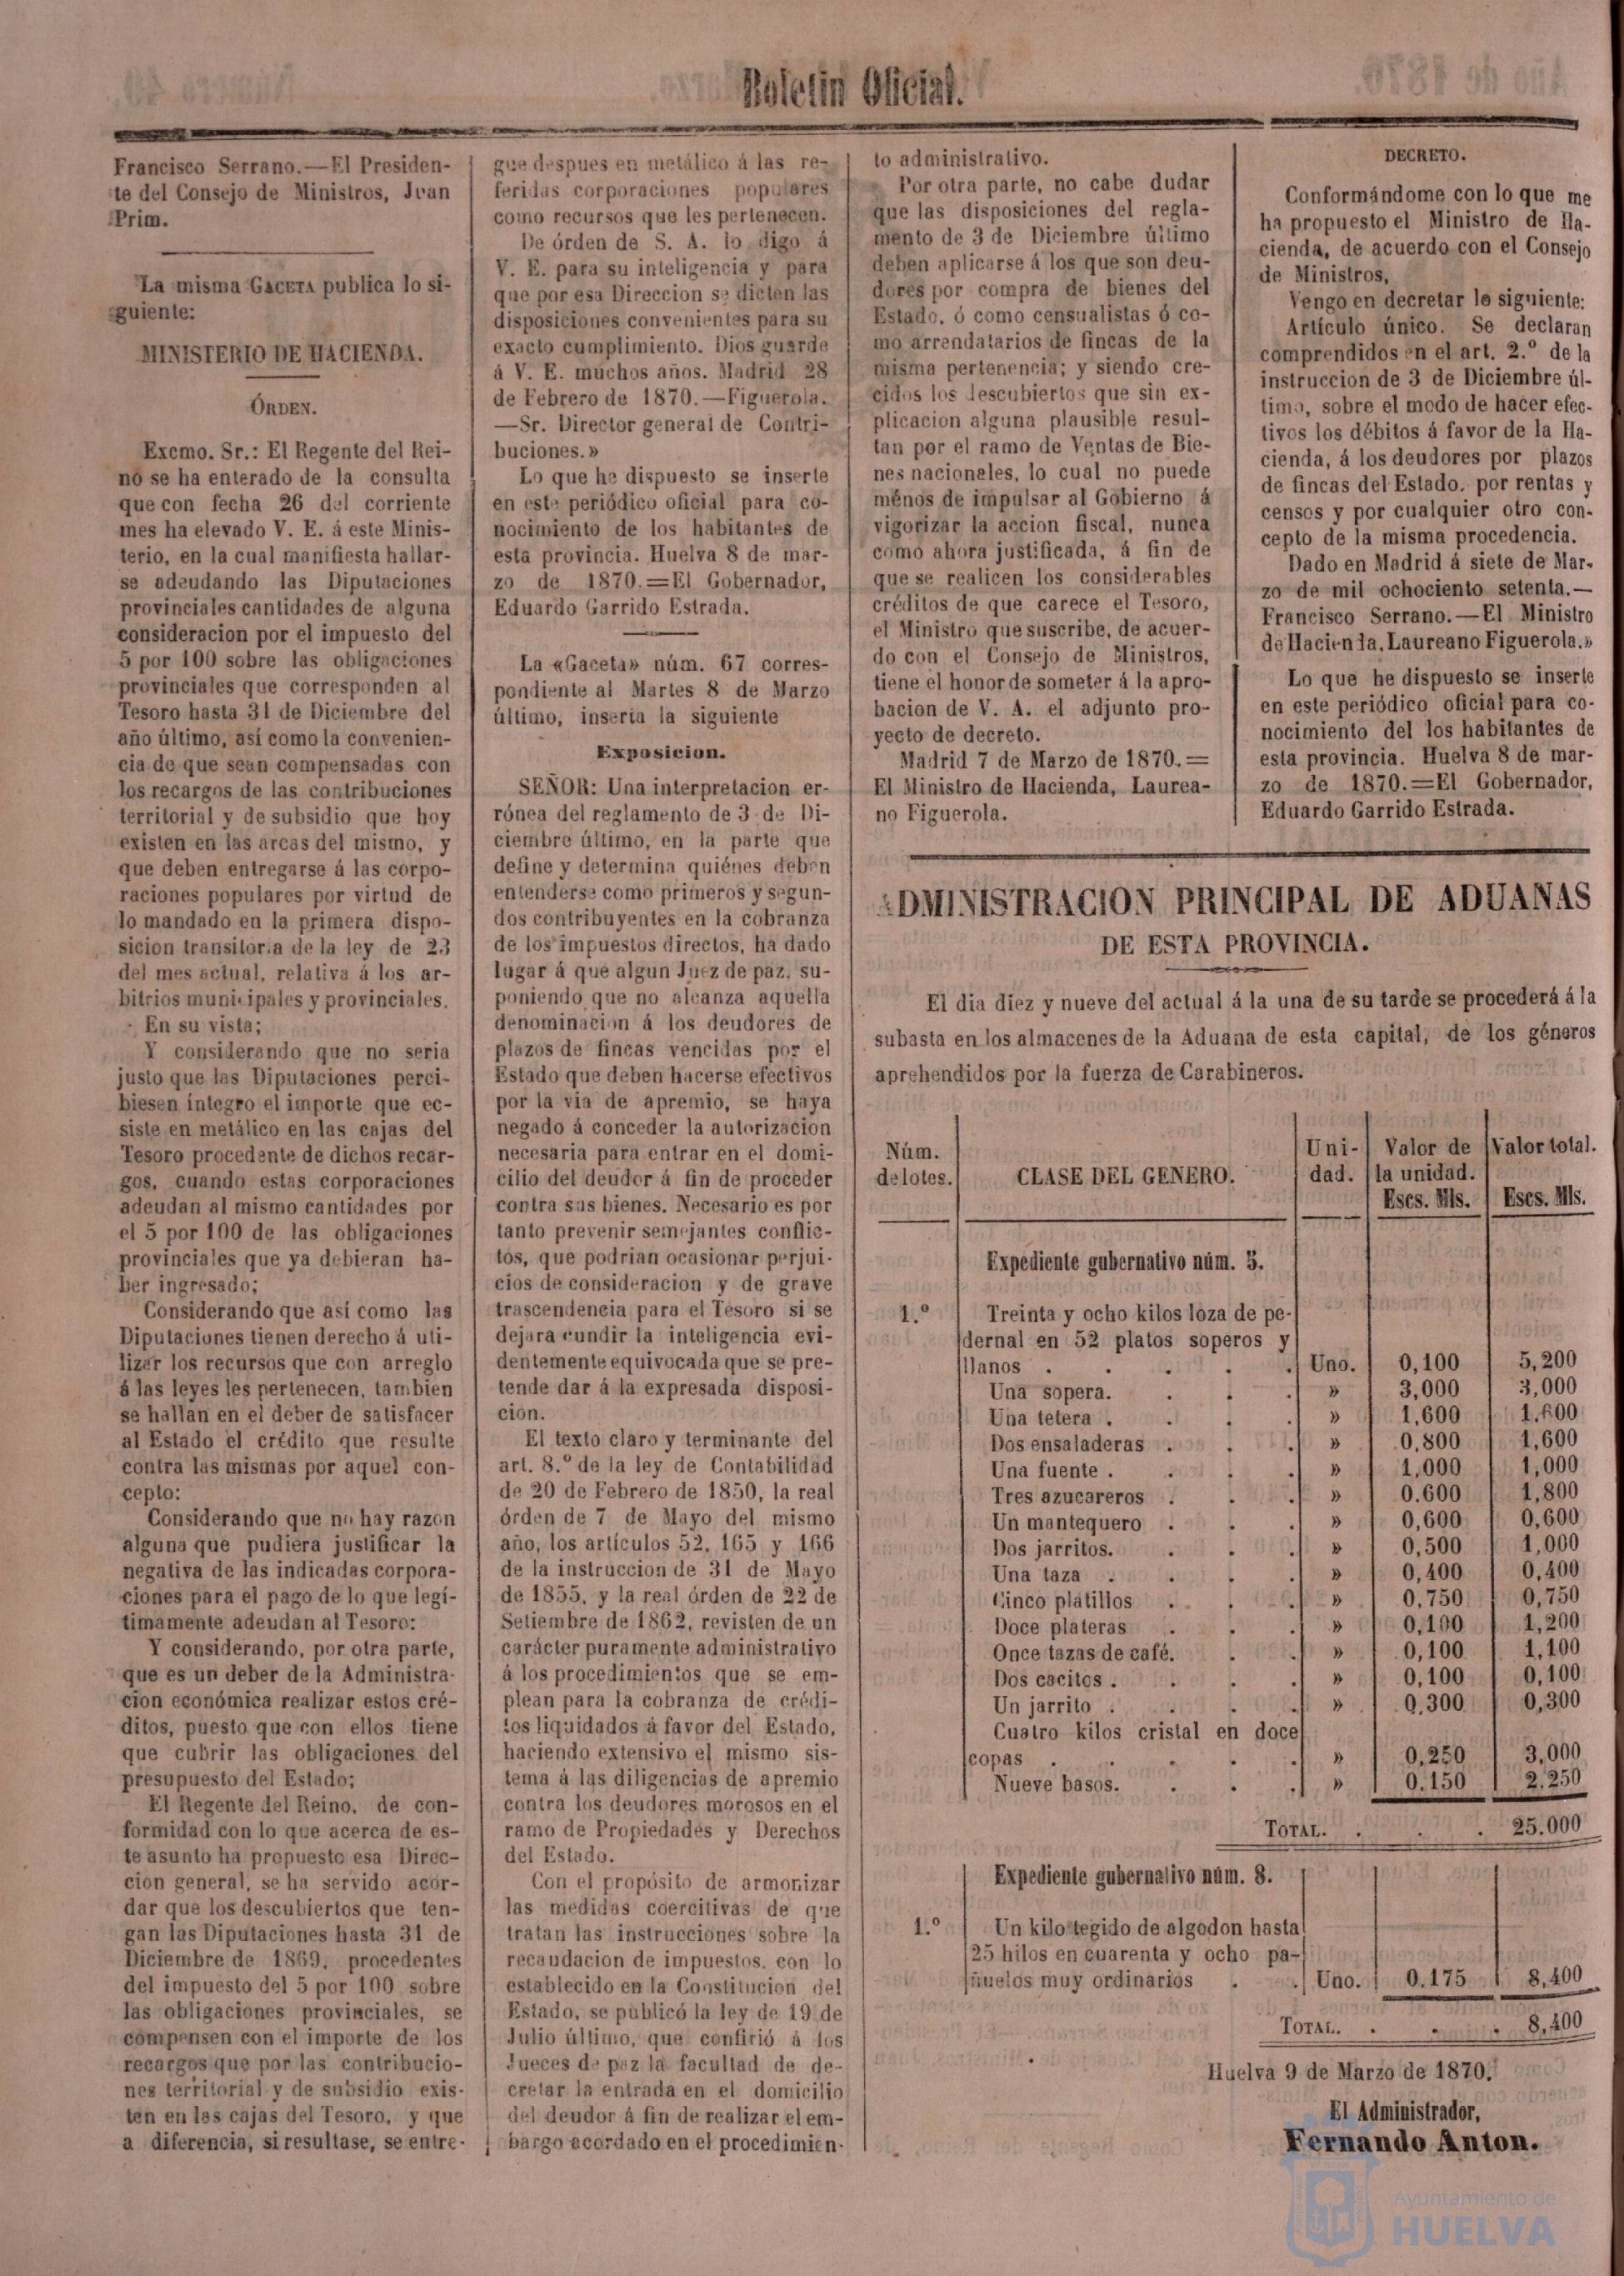 Boletin Oficial.
Francisco Serrano.—El Presiden-
te del Consejo de Ministros, Juan
Prim.
La misma GACETA publica lo si-
guiente:
MINISTERIO DE HACIENDA.
ÓRDEN.
Excmo. Sr.: El Regente del Rei-
no se ha enterado de la consulta
que con fecha 26 del corriente
mes ha elevado V. E. á este Minis-
terio, en la cual manifiesta hallar-
se adeudando las Diputaciones
provinciales cantidades de alguna
consideracion por el impuesto del
5 por 100 sobre las obligaciones
provinciales que corresponden al
Tesoro hasta 31 de Diciembre del
año último, así como la convenien-
cia de que sean compensadas con
los recargos de las contribuciones
territorial y de subsidio que hoy
existen en las arcas del mismo, y
que deben entregarse á las corpo-
raciones populares por virtud de
lo mandado en la primera dispo-
sicion transitoria de la ley de 23
del mes actual, relativa á los ar-
bitrios municipales y provinciales.
En su vista;
Y considerando que no seria
justo que las Diputaciones perci-
biesen íntegro el importe que ec-
siste en metálico en las cajas del
Tesoro procedente de dichos recar-
gos, cuando estas corporaciones
adeudan al mismo cantidades por
el 5 por 100 de las obligaciones
provinciales que ya debieran ha-
ber ingresado;
Considerando que así como las
Diputaciones tienen derecho á uti-
lizar los recursos que con arreglo
á las leyes les pertenecen, tambien
se hallan en el deber de satisfacer
al Estado el crédito que resulte
contra las mismas por aquel con-
cepto:
Considerando que no hay razon
alguna que pudiera justificar la
negativa de las indicadas corpora-
ciones para el pago de lo que legí-
timamente adeudan al Tesoro:
Y considerando, por otra parte,
que es un deber de la Administra-
cion económica realizar estos cré-
ditos, puesto que con ellos tiene
que cubrir las obligaciones del
presupuesto del Estado;
El Regente del Reino, de con-
formidad con lo que acerca de es-
te asunto ha propuesto esa Direc-
cion general, se ha servido acor-
dar que los descubiertos que ten-
gan las Diputaciones hasta 31 de
Diciembre de 1869, procedentes
del impuesto del 5 por 100 sobre
las obligaciones provinciales, se
compensen con el importe de los
recargos que por las contribucio-
nes territorial y de subsidio exis-
ten en las cajas del Tesoro, y que
a diferencia, si resultase, se entre-
gue despues en metálico á las re-
feridas corporaciones populares
como recursos que les pertenecen.
De órden de S. A. lo digo á
V. E. para su inteligencia y para
que por esa Direccion se dicten las
disposiciones convenientes para su
exacto cumplimiento. Dios guarde
á V. E. muchos años. Madrid 28
de Febrero de 1870.—Figuerola.
—Sr. Director general de Contri-
buciones.»
Lo que he dispuesto se inserte
en este periódico oficial para co-
nocimiento de los habitantes de
esta provincia. Huelva 8 de mar-
zo de 1870.=El Gobernador,
Eduardo Garrido Estrada.
La «Gaceta» núm. 67 corres-
pondiente al Martes 8 de Marzo
último, inserta la siguiente
Exposicion.
SEÑOR: Una interpretacion er-
rónea del reglamento de 3 de Di-
ciembre último, en la parte que
define y determina quiénes deben
entenderse como primeros y segun-
dos contribuyentes en la cobranza
de los impuestos directos, ha dado
lugar á que algun Juez de paz, su-
poniendo que no alcanza aquella
denominacion á los deudores de
plazos de fincas vencidas por el
Estado que deben hacerse efectivos
por la via de apremio, se haya
negado á conceder la autorizacion
necesaria para entrar en el domi-
cilio del deudor á fin de proceder
contra sus bienes. Necesario es por
tanto prevenir semejantes conflic-
tos, que podrian ocasionar perjui-
cios de consideracion y de grave
trascendencia para el Tesoro si se
dejara cundir la inteligencia evi-
dentemente equivocada que se pre-
tende dar á la expresada disposi-
cion.
El texto claro y terminante del
art. 8.º de la ley de Contabilidad
de 20 de Febrero de 1850, la real
órden de 7 de Mayo del mismo
año, los artículos 52, 165 y 166
de la instruccion de 31 de Mayo
de 1855, y la real órden de 22 de
Setiembre de 1862, revisten de un
carácter puramente administrativo
á los procedimientos que se em-
plean para la cobranza de crédi-
tos liquidados á favor del Estado,
haciendo extensivo el mismo sis-
tema á las diligencias de apremio
contra los deudores morosos en el
ramo de Propiedades y Derechos
del Estado.
Con el propósito de armonizar
las medidas coercitivas de que
tratan las instrucciones sobre la
recaudacion de impuestos, con lo
establecido en la Constitucion del
Estado, se publicó la ley de 19 de
Julio último, que confirió á los
Jueces de paz la facultad de de-
cretar la entrada en el domicilio
del deudor á fin de realizar el em-
bargo acordado en el procedimien-
to administrativo.
Por otra parte, no cabe dudar
que las disposiciones del regla-
mento de 3 de Diciembre último
deben aplicarse á los que son deu-
dores por compra de bienes del
Estado, ó como censualistas ó co-
mo arrendatarios de fincas de la
misma pertenencia; y siendo cre-
cidos los descubiertos que sin ex-
plicacion alguna plausible resul-
tan por el ramo de Ventas de Bie-
nes nacionales, lo cual no puede
ménos de impulsar al Gobierno á
vigorizar la accion fiscal, nunca
como ahora justificada, á fin de
que se realicen los considerables
créditos de que carece el Tesoro,
el Ministro que suscribe, de acuer-
do con el Consejo de Ministros,
tiene el honor de someter á la apro-
bacion de V. A. el adjunto pro-
yecto de decreto.
Madrid 7 de Marzo de 1870.=
El Ministro de Hacienda, Laurea-
no Figuerola.
DECRETO.
Conformándome con lo que me
ha propuesto el Ministro de Ha-
cienda, de acuerdo con el Consejo
de Ministros,
Vengo en decretar lo siguiente:
Artículo único. Se declaran
comprendidos en el art. 2.º de la
instruccion de 3 de Diciembre úl-
timo, sobre el modo de hacer efec-
tivos los débitos á favor de la Ha-
cienda, á los deudores por plazos
de fincas del Estado, por rentas y
censos y por cualquier otro con-
cepto de la misma procedencia.
Dado en Madrid á siete de Mar-
zo de mil ochociento setenta.—
Francisco Serrano.—El Ministro
de Hacienda, Laureano Figuerola.»
Lo que he dispuesto se inserte
en este periódico oficial para co-
nocimiento del los habitantes de
esta provincia. Huelva 8 de mar-
zo de 1870.=El Gobernador,
Eduardo Garrido Estrada.
ADMINISTRACION PRINCIPAL DE ADUANAS
DE ESTA PROVINCIA.
El dia diez y nueve del actual á la una de su tarde se procederá á la
subasta en los almacenes de la Aduana de esta capital, de los géneros
aprehendidos por la fuerza de Carabineros.
Núm. Uni- Valor de Valor total.
de lotes. CLASE DEL GENERO. dad. la unidad.
Escs. Mls. Escs. Mls.
Expediente gubernativo núm. 5.
1.º Treinta y ocho kilos loza de pe-
dernal en 52 platos soperos y
llanos . . . . Uno. 0,100 5,200
Una sopera. . . . » 3,000 3,000
Una tetera . . . . » 1,600 1,600
Dos ensaladeras . . . » 0,800 1,600
Una fuente . . . . » 1,000 1,000
Tres azucareros . . . » 0.600 1,800
Un mantequero . . . » 0,600 0,600
Dos jarritos. . . . » 0,500 1,000
Una taza . . . . » 0,400 0,400
Cinco platillos . . . » 0,750 0,750
Doce plateras . . . » 0,100 1,200
Once tazas de café. . . » 0,100 1,100
Dos cacitos . . . . » 0,100 0,100
Un jarrito . . . . » 0,300 0,300
Cuatro kilos cristal en doce
copas . . . . » 0,250 3,000
Nueve basos. . . . » 0.150 2.250
TOTAL. . . . 25.000
Expediente gubernativo núm. 8.
1.º Un kilo tegido de algodon hasta
25 hilos en cuarenta y ocho pa-
ñuelos muy ordinarios . . Uno. 0.175 8,400
TOTAL. . . . 8,400
Huelva 9 de Marzo de 1870.
El Administrador,
Fernando Anton.
Ayuntamiento de
HUELVA